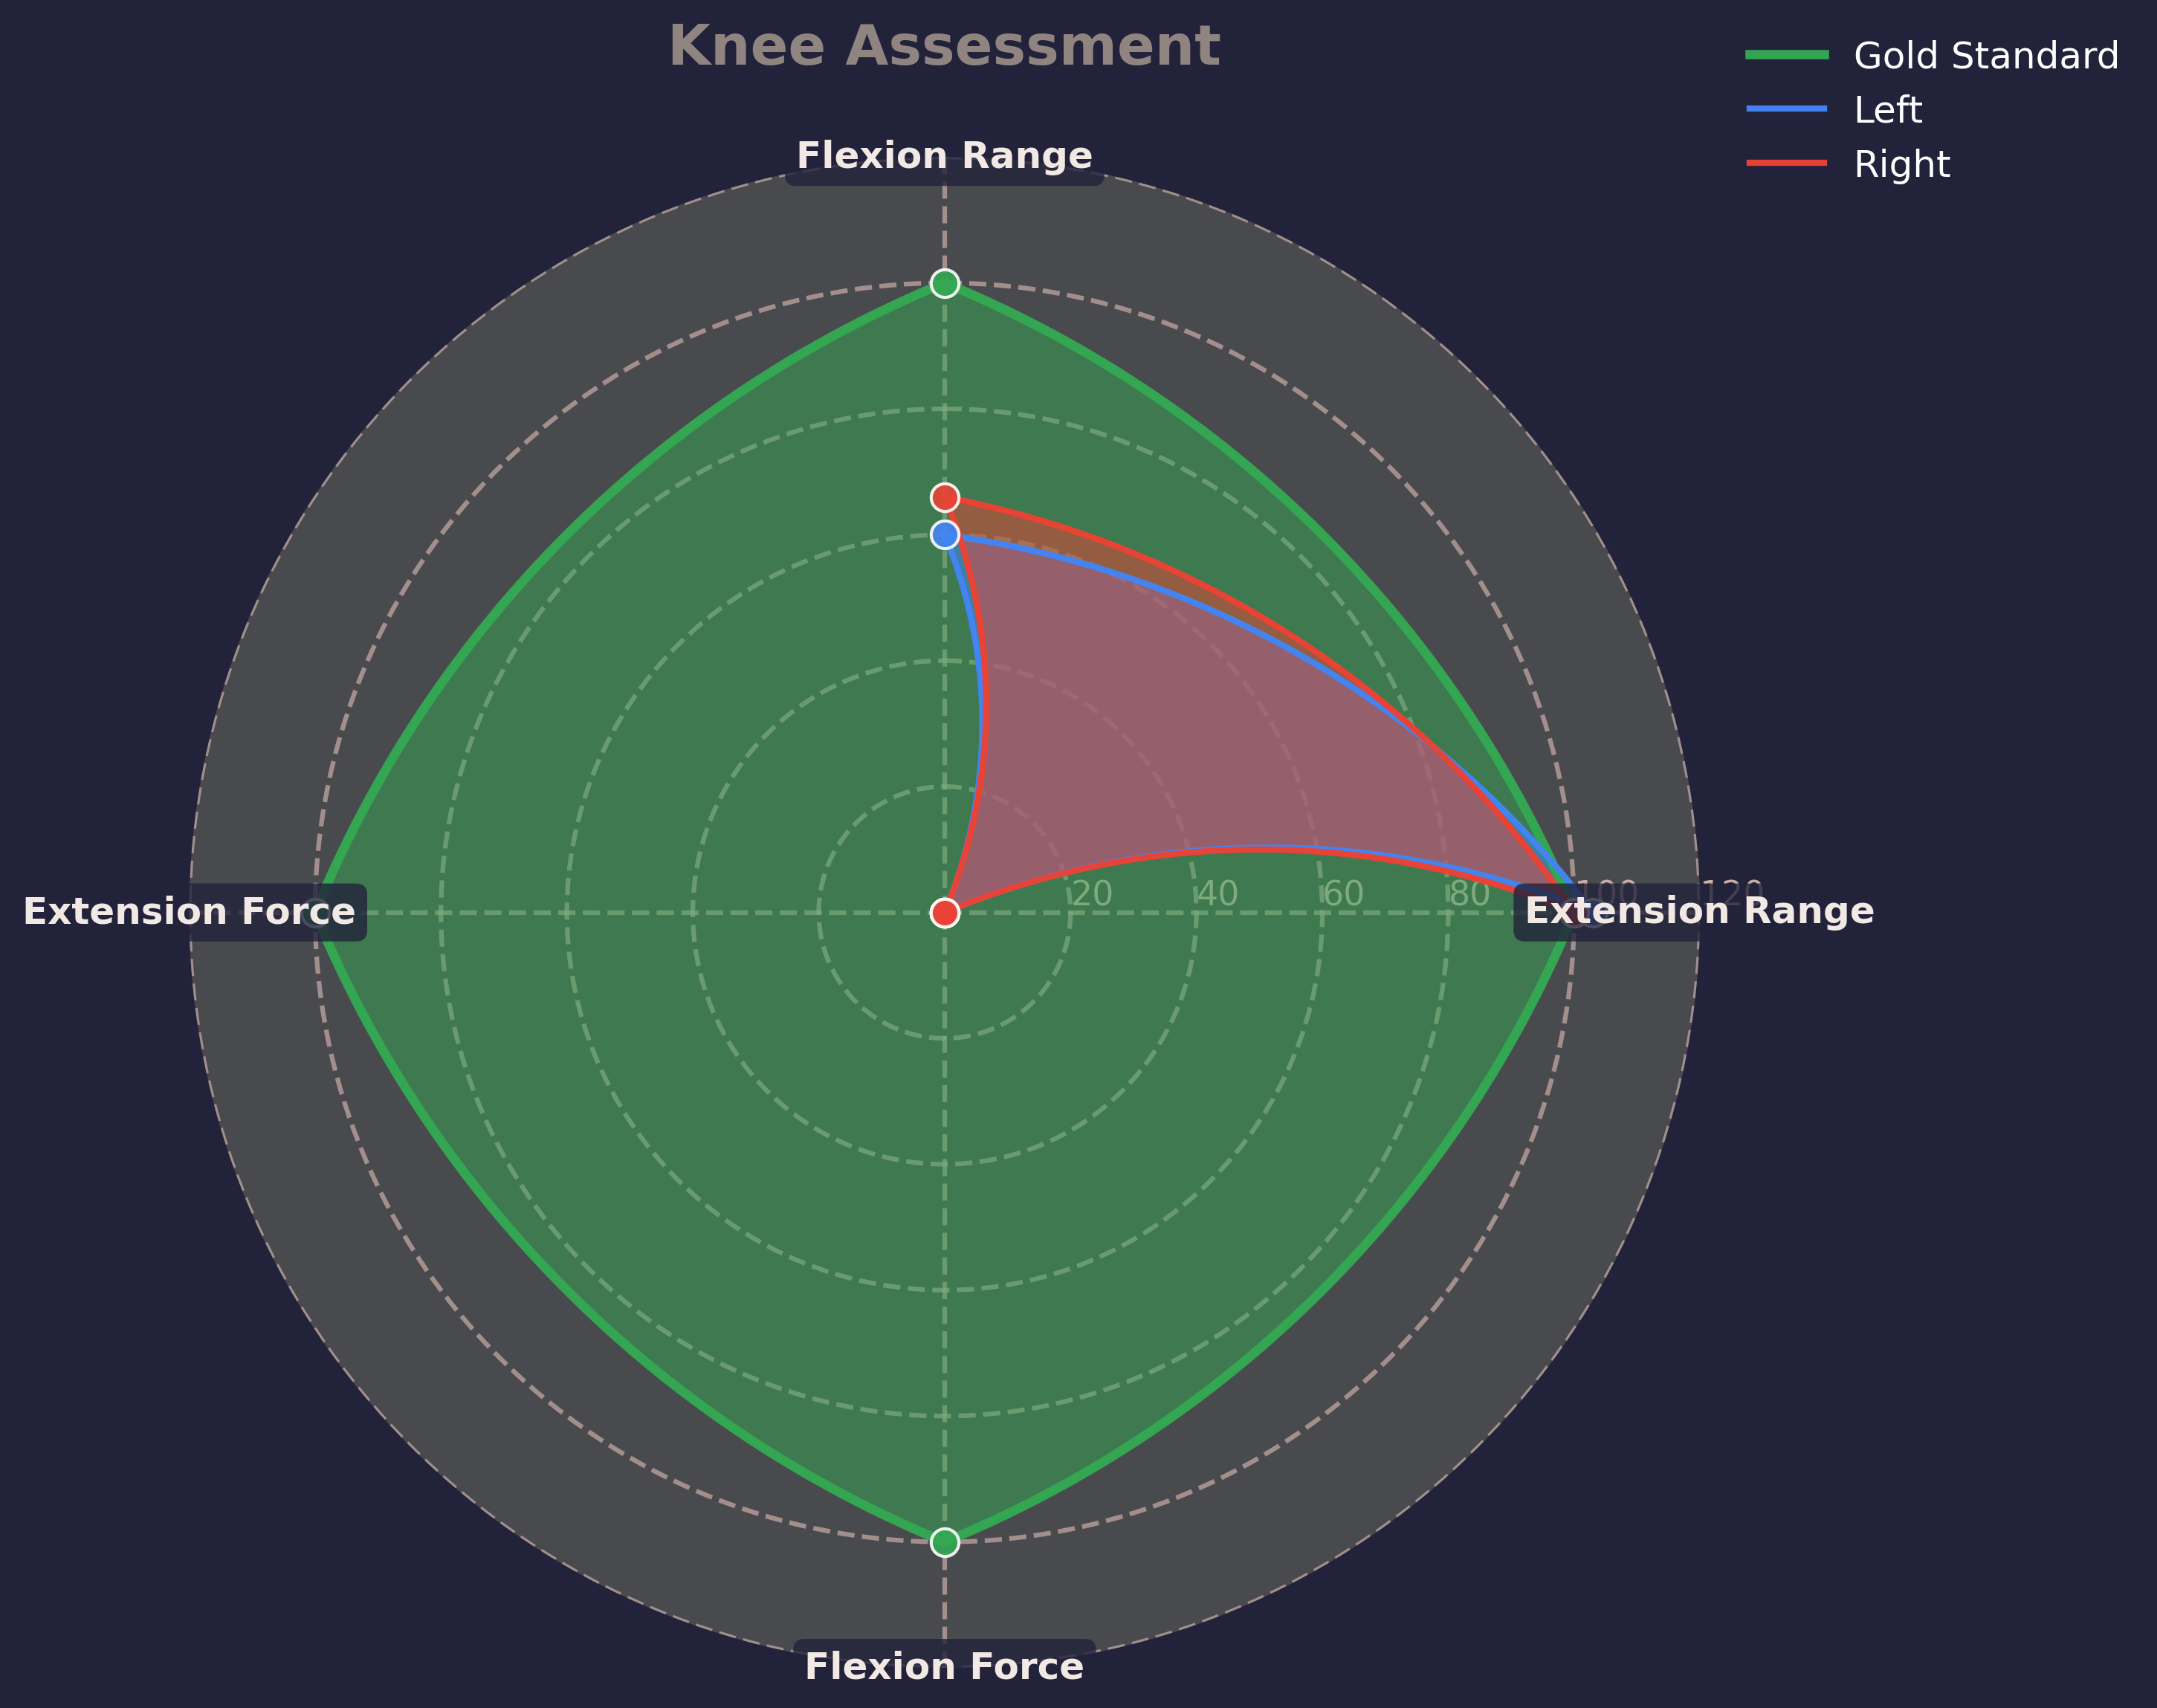 Knee Assessment
Gold Standard
Left
Right
Flexion Range
Extension Force
20
40
60
80
100
120
Extension Range
Flexion Force